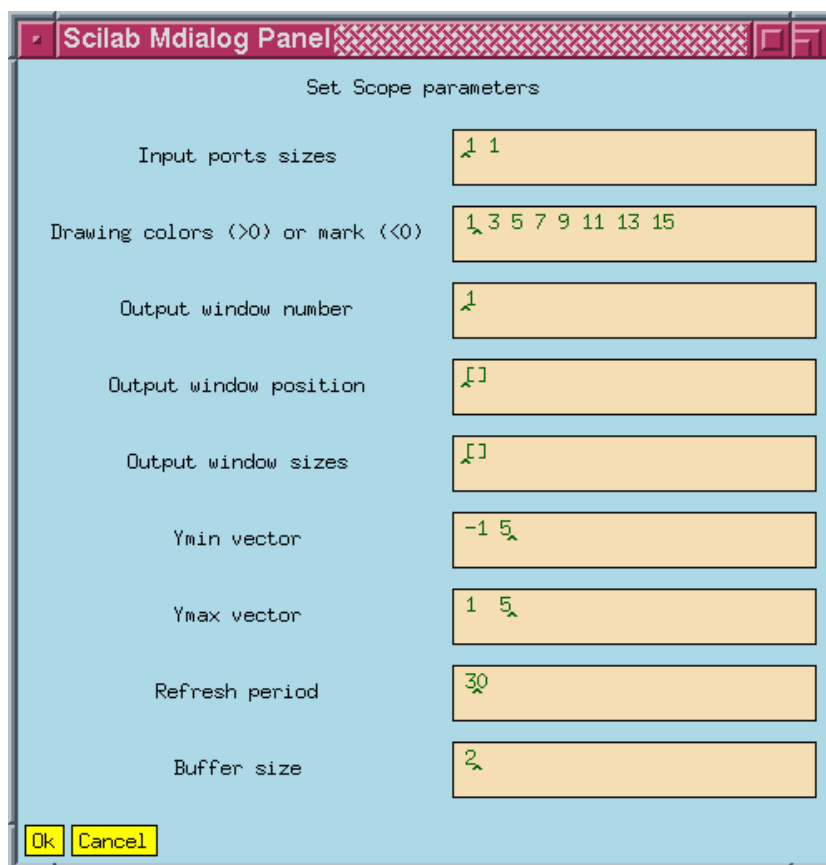 Scilab Mdialog Panel
Set Scope parameters
Input ports sizes 1 1
Drawing colors (>0) or mark (<0) 1 3 5 7 9 11 13 15
Output window number 1
Output window position []
Output window sizes []
Ymin vector -1 5
Ymax vector 1 5
Refresh period 30
Buffer size 2
Ok Cancel